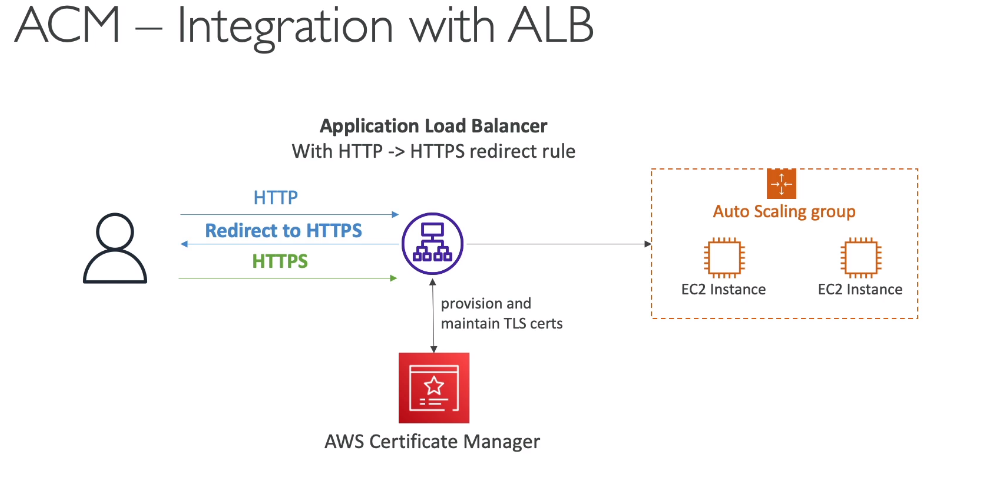 ACM – Integration with ALB
Application Load Balancer
With HTTP -> HTTPS redirect rule
HTTP
Redirect to HTTPS
HTTPS
Auto Scaling group
EC2 Instance
EC2 Instance
provision and
maintain TLS certs
AWS Certificate Manager